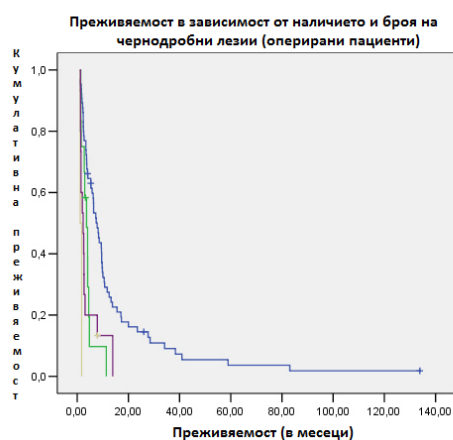 Преживяемост в зависимост от наличието и броя на
чернодробни лезии (оперирани пациенти)
Кумулативна преживяемост
1,0
0,8
0,6
0,4
0,2
0,0
0,00 20,00 40,00 60,00 80,00 100,00 120,00 140,00
Преживяемост (в месеци)